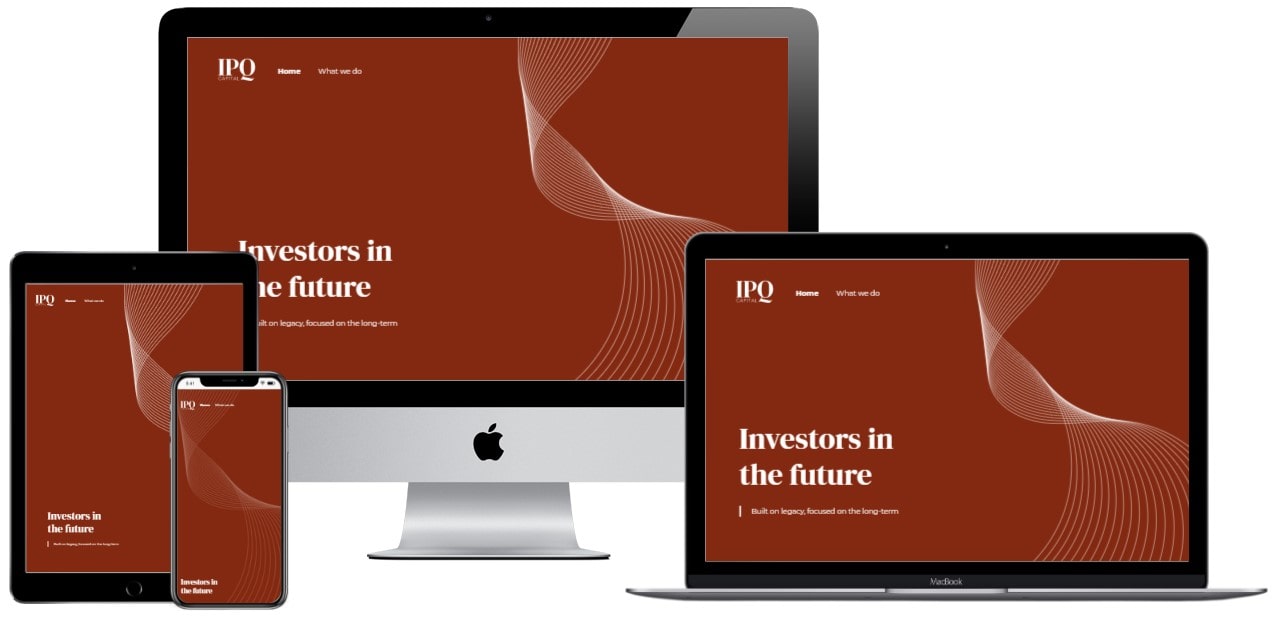 IPQ
CAPITAL
Home
What we do
Investors in
the future
Built on legacy, focused on the long-term
IPQ
CAPITAL
Home
What we do
Investors in
the future
Built on legacy, focused on the long-term
MacBook
IPQ
CAPITAL
Home
What we do
Investors in
the future
Built on legacy, focused on the long-term
IPQ
Home
What we do
Investors in
the future